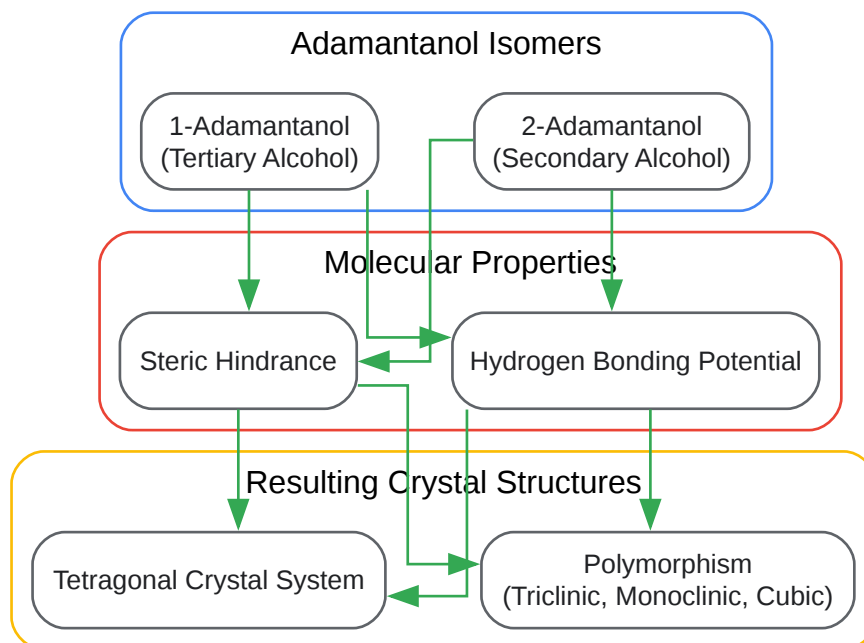 Adamantanol Isomers
1-Adamantanol
(Tertiary Alcohol)
2-Adamantanol
(Secondary Alcohol)
Molecular Properties
Steric Hindrance
Hydrogen Bonding Potential
Resulting Crystal Structures
Tetragonal Crystal System
Polymorphism
(Triclinic, Monoclinic, Cubic)